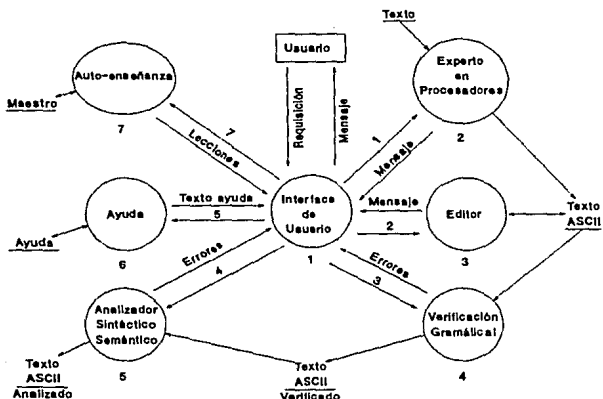 Texto
Usuario
Experto
en
Procesadores
2
Auto-enseñanza
7
Maestro
7
Lecciones
Requisición
Mensaje
1
Mensaje
Ayuda
6
Ayuda
Texto ayuda
5
Interface
de
Usuario
1
Mensaje
2
Editor
3
Texto
ASCII
Errores
4
Errores
3
Analizador
Sintáctico
Semántico
5
Verificación
Gramátical
4
Texto
ASCII
Analizado
Texto
ASCII
Verificado